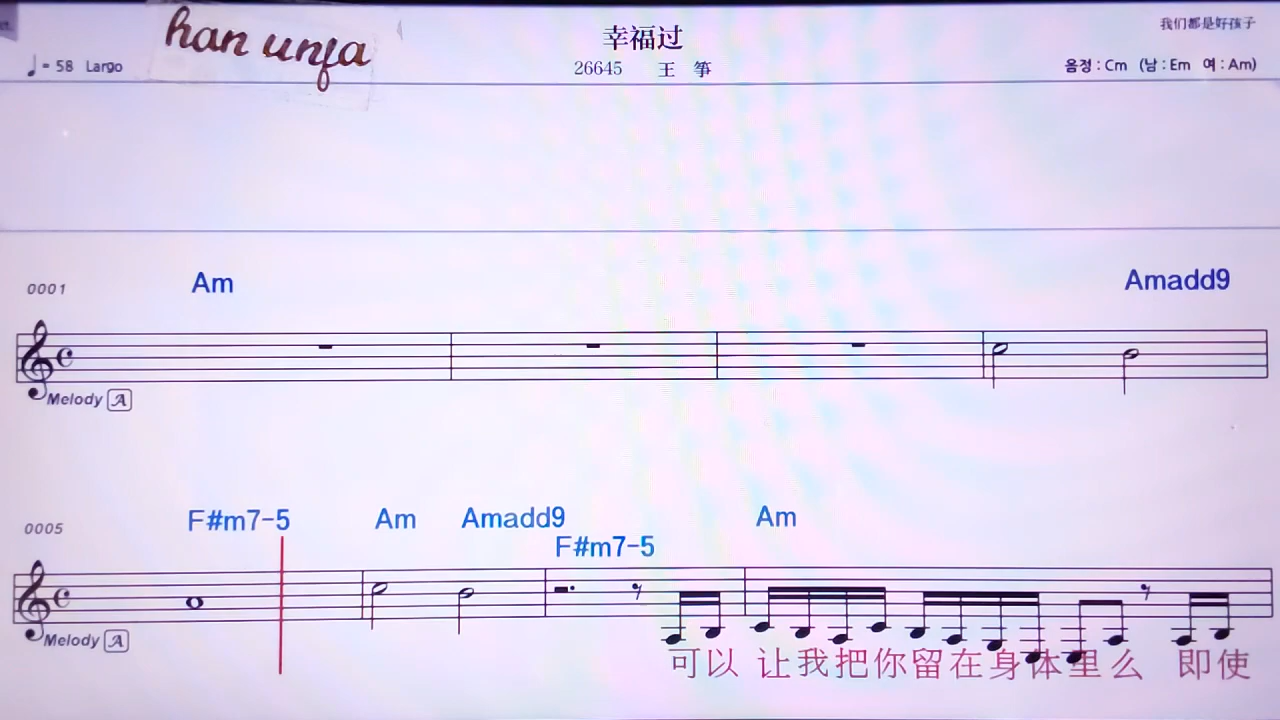 han unfa
幸福过
我们都是好孩子
♩= 58 Largo
26645 王 筝
음정 : Cm (남 : Em 여 : Am)
0001 Am Amadd9
Melody A
0005 F#m7-5 Am Amadd9 F#m7-5 Am
Melody A
可以 让我把你留在身体里么 即使